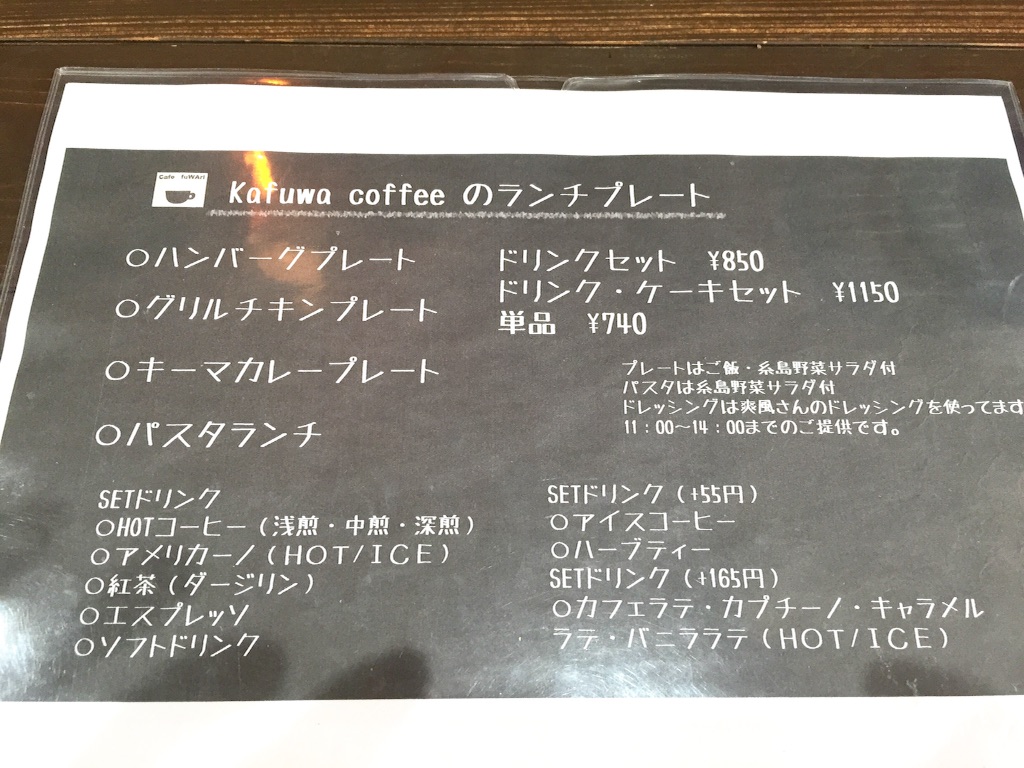 Cafe fuWAri
Kafuwa coffee のランチプレート
○ハンバーグプレート
○グリルチキンプレート
○キーマカレープレート
○パスタランチ
ドリンクセット ¥850
ドリンク・ケーキセット ¥1150
単品 ¥740
プレートはご飯・糸島野菜サラダ付
パスタは糸島野菜サラダ付
ドレッシングは爽風さんのドレッシングを使ってます
11：00～14：00までのご提供です。
SETドリンク
○HOTコーヒー（浅煎・中煎・深煎）
○アメリカーノ（HOT/ICE）
○紅茶（ダージリン）
○エスプレッソ
○ソフトドリンク
SETドリンク（+55円）
○アイスコーヒー
○ハーブティー
SETドリンク（+165円）
○カフェラテ・カプチーノ・キャラメル
ラテ・バニララテ（HOT/ICE）